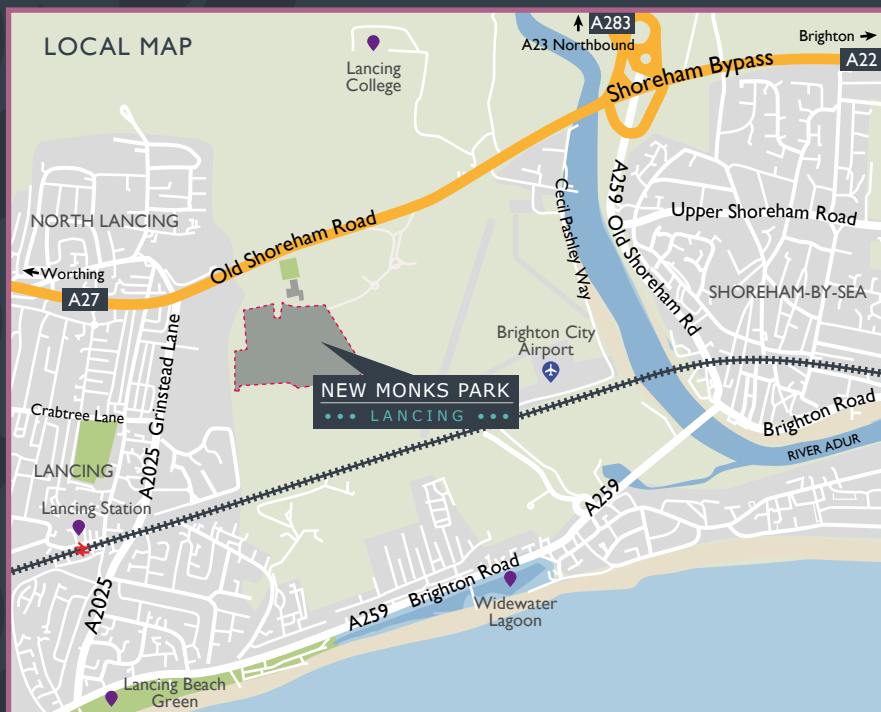 LOCAL MAP
A283
A23 Northbound
Brighton
A22
Shoreham Bypass
Lancing
College
A259 Old Shoreham Rd
Cecil Pashley Way
Upper Shoreham Road
NORTH LANCING
Old Shoreham Road
Worthing
A27
SHOREHAM-BY-SEA
Brighton City
Airport
NEW MONKS PARK
LANCING
A2025 Grinstead Lane
Crabtree Lane
Brighton Road
RIVER ADUR
LANCING
Lancing Station
A259
A2025
A259 Brighton Road
Widewater
Lagoon
Lancing Beach
Green